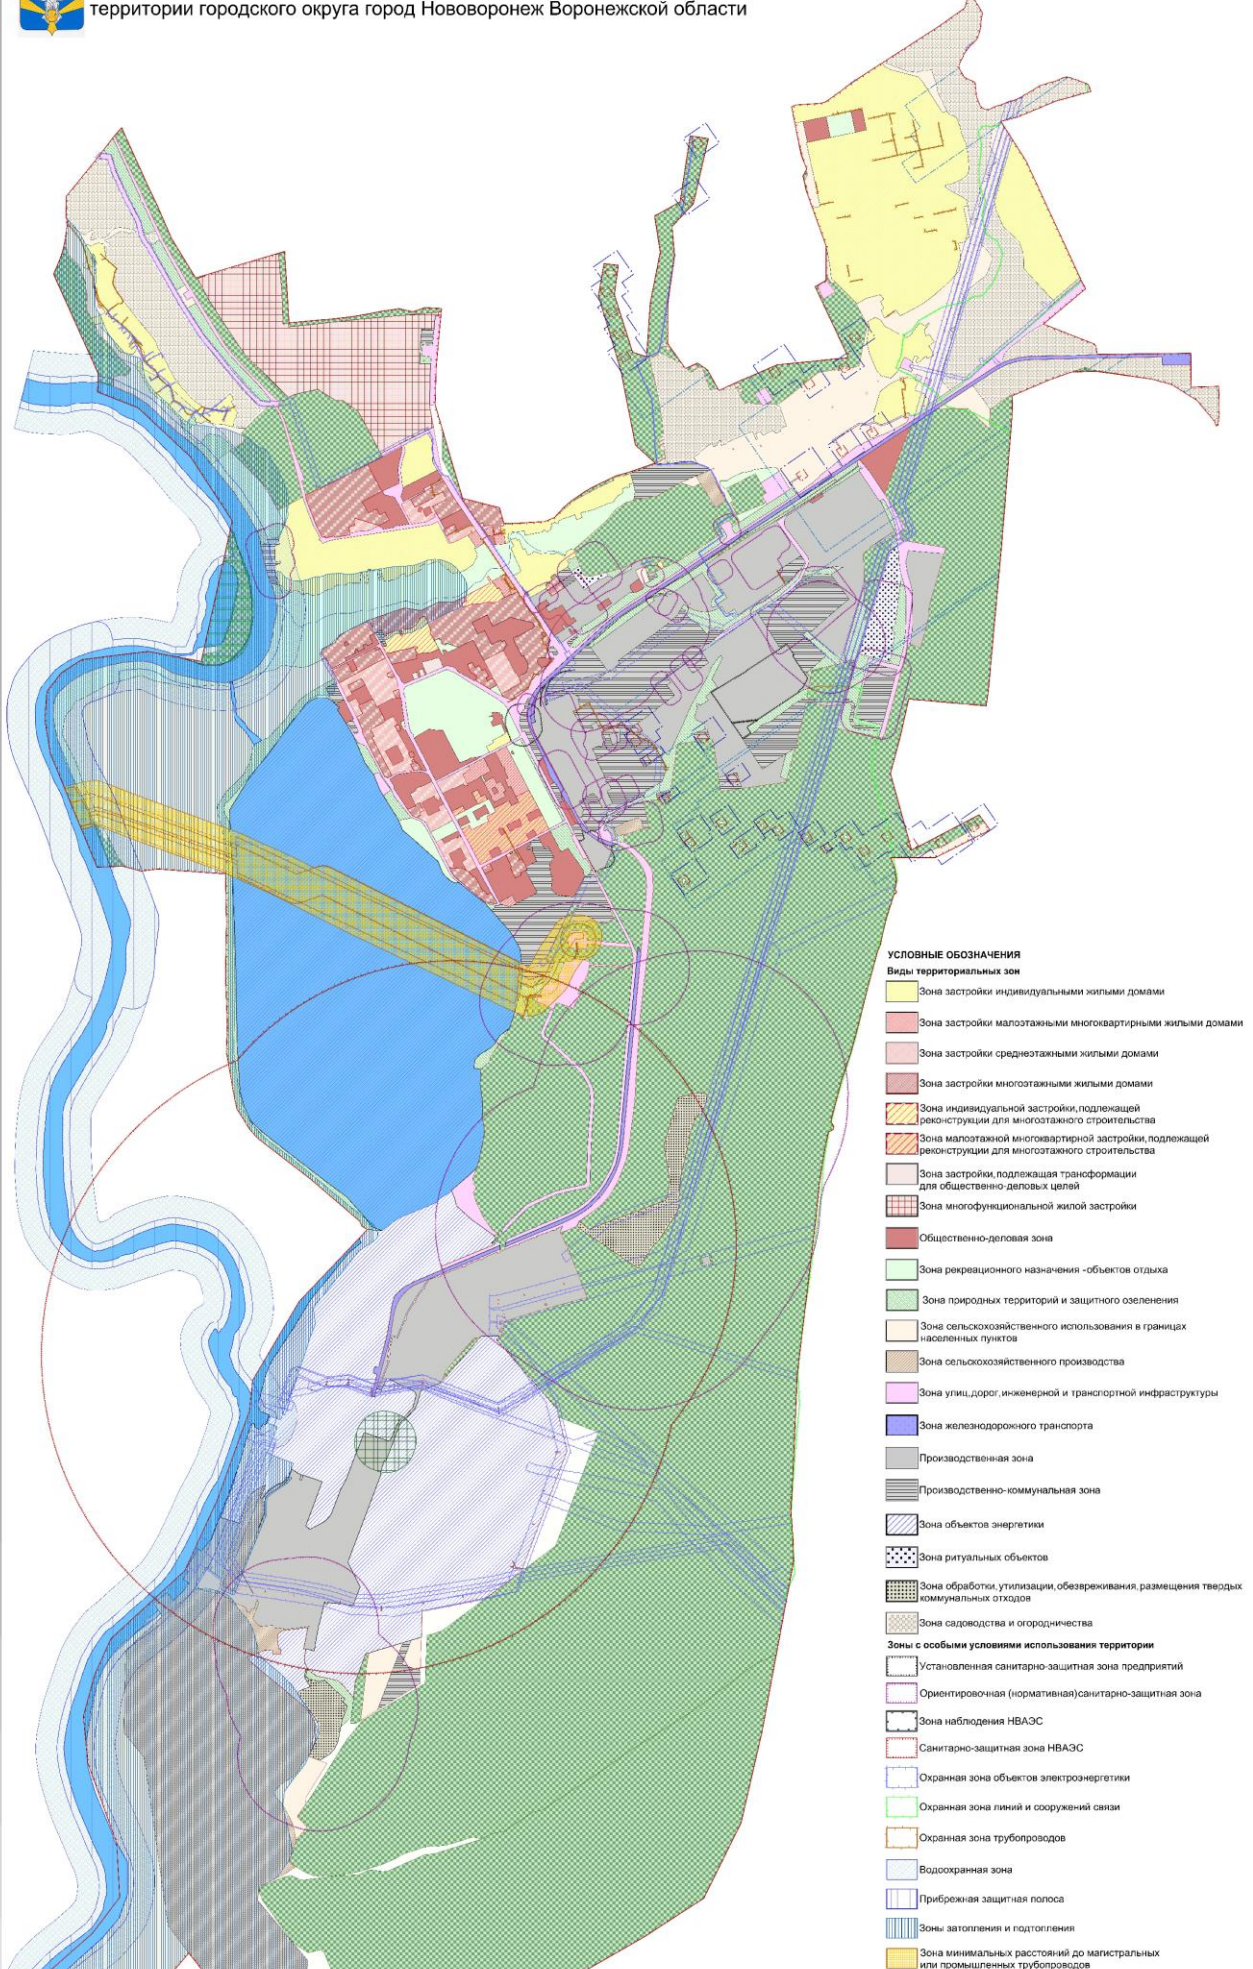 территории городского округа город Нововоронеж Воронежской области
УСЛОВНЫЕ ОБОЗНАЧЕНИЯ
Виды территориальных зон
Зона застройки индивидуальными жилыми домами
Зона застройки малоэтажными многоквартирными жилыми домами
Зона застройки среднеэтажными жилыми домами
Зона застройки многоэтажными жилыми домами
Зона индивидуальной застройки, подлежащей
реконструкции для многоэтажного строительства
Зона малоэтажной многоквартирной застройки, подлежащей
реконструкции для многоэтажного строительства
Зона застройки, подлежащая трансформации
для общественно-деловых целей
Зона многофункциональной жилой застройки
Общественно-деловая зона
Зона рекреационного назначения -объектов отдыха
Зона природных территорий и защитного озеленения
Зона сельскохозяйственного использования в границах
населенных пунктов
Зона сельскохозяйственного производства
Зона улиц, дорог, инженерной и транспортной инфраструктуры
Зона железнодорожного транспорта
Производственная зона
Производственно-коммунальная зона
Зона объектов энергетики
Зона ритуальных объектов
Зона обработки, утилизации, обезвреживания, размещения твердых
коммунальных отходов
Зона садоводства и огородничества
Зоны с особыми условиями использования территории
Установленная санитарно-защитная зона предприятий
Ориентировочная (нормативная)санитарно-защитная зона
Зона наблюдения НВАЭС
Санитарно-защитная зона НВАЭС
Охранная зона объектов электроэнергетики
Охранная зона линий и сооружений связи
Охранная зона трубопроводов
Водоохранная зона
Прибрежная защитная полоса
Зоны затопления и подтопления
Зона минимальных расстояний до магистральных
или промышленных трубопроводов